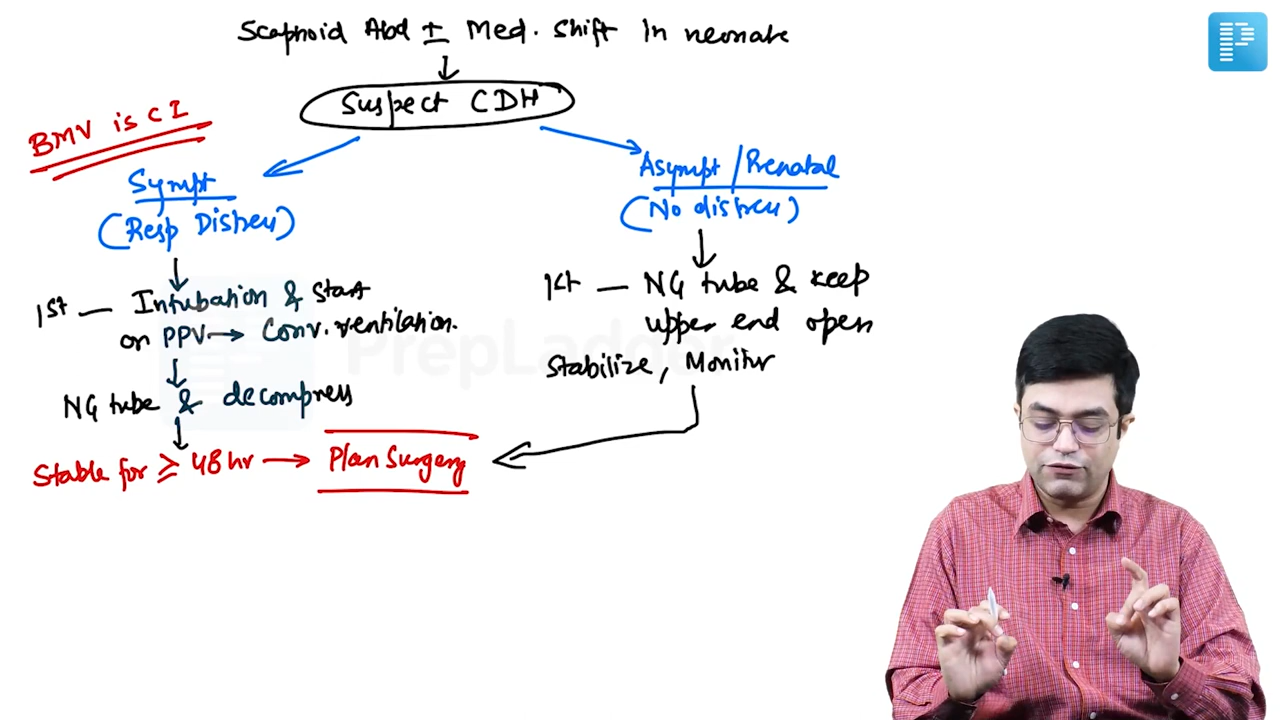 Scaphoid Abd ± Med. Shift in neonate
Suspect CDH
BMV is CI
Sympt
(Resp Distress)
Asympt / Prenatal
(No distress)
1st — Intubation & start
on PPV → Conv. ventilation.
NG tube & decompress
Stable for ≥ 48 hr → Plan Surgery
1st — NG tube & keep
upper end open
Stabilize, Monitor
PrepLadder